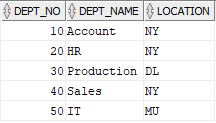 DEPT_NO DEPT_NAME LOCATION
10 Account NY
20 HR NY
30 Production DL
40 Sales NY
50 IT MU